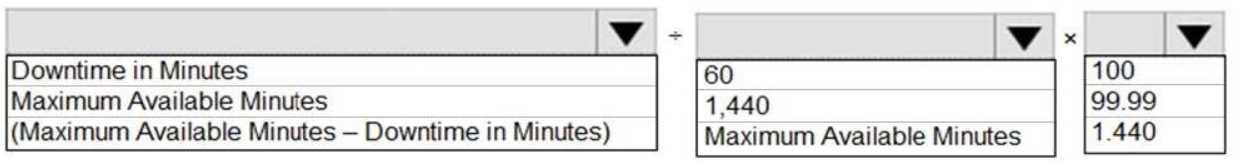 ÷ ×
Downtime in Minutes 60 100
Maximum Available Minutes 1,440 99.99
(Maximum Available Minutes – Downtime in Minutes) Maximum Available Minutes 1.440